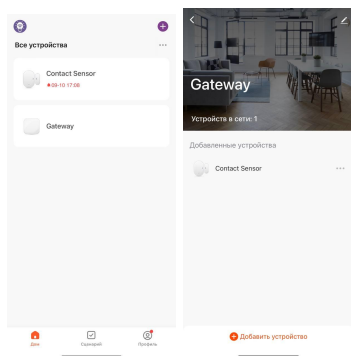 Все устройства
Contact Sensor
09-10 17:08
Gateway
Дом
Сценарий
Профиль
Gateway
Устройств в сети: 1
Добавленные устройства
Contact Sensor
Добавить устройство